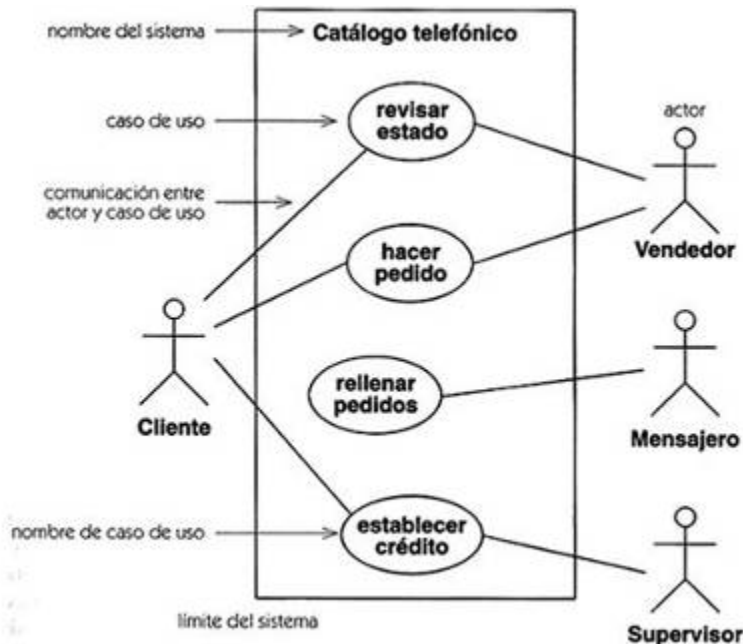 nombre del sistema
Catálogo telefónico
caso de uso
revisar
estado
actor
comunicación entre
actor y caso de uso
Vendedor
hacer
pedido
Cliente
rellenar
pedidos
Mensajero
nombre de caso de uso
establecer
crédito
límite del sistema
Supervisor